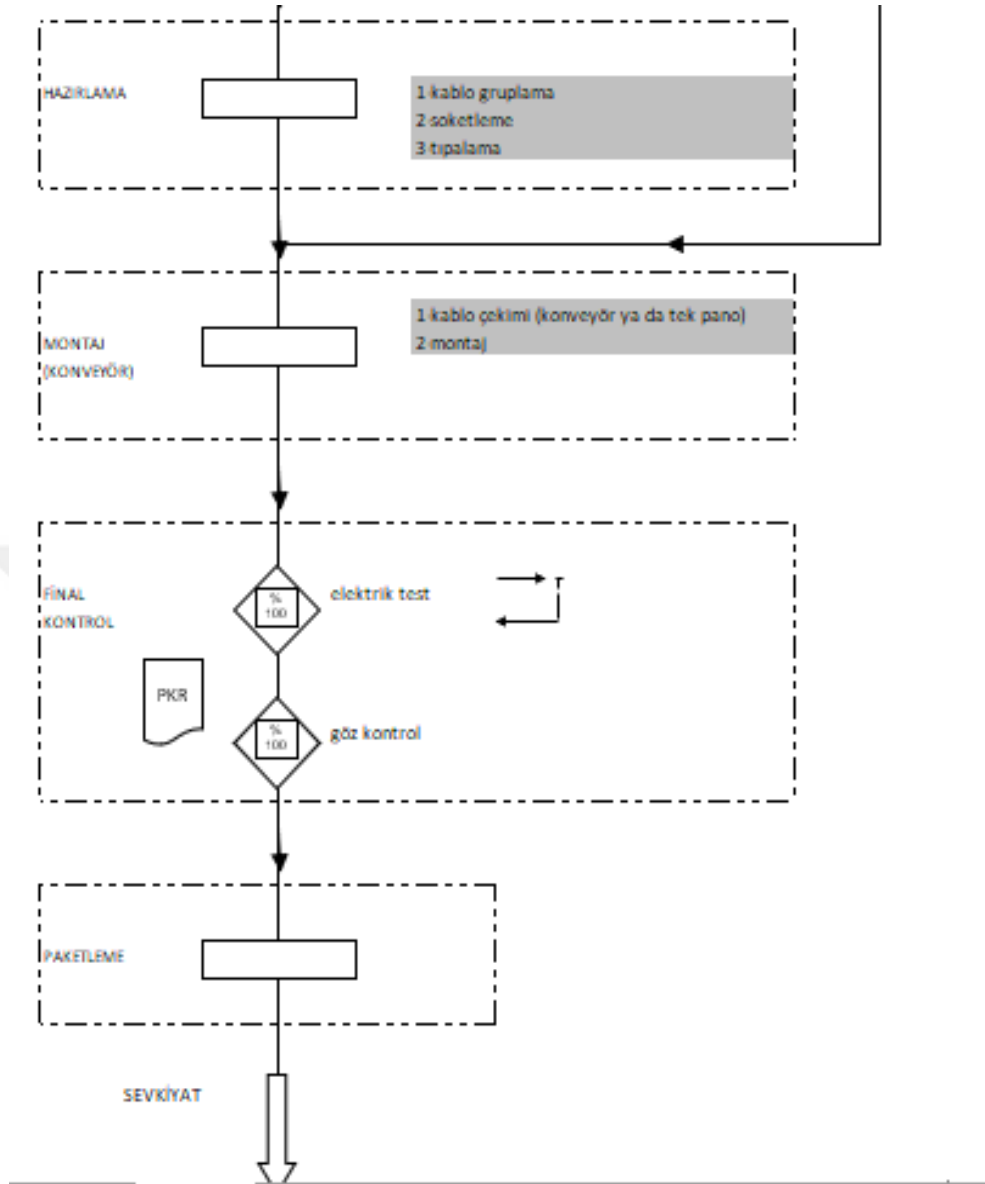 HAZIRLAMA
1 kablo gruplama
2 soketleme
3 tıpalama
MONTAJ
(KONVEYÖR)
1 kablo çekimi (konveyör ya da tek pano)
2 montaj
FİNAL
KONTROL
%
100
elektrik test
T
PKR
%
100
göz kontrol
PAKETLEME
SEVKİYAT